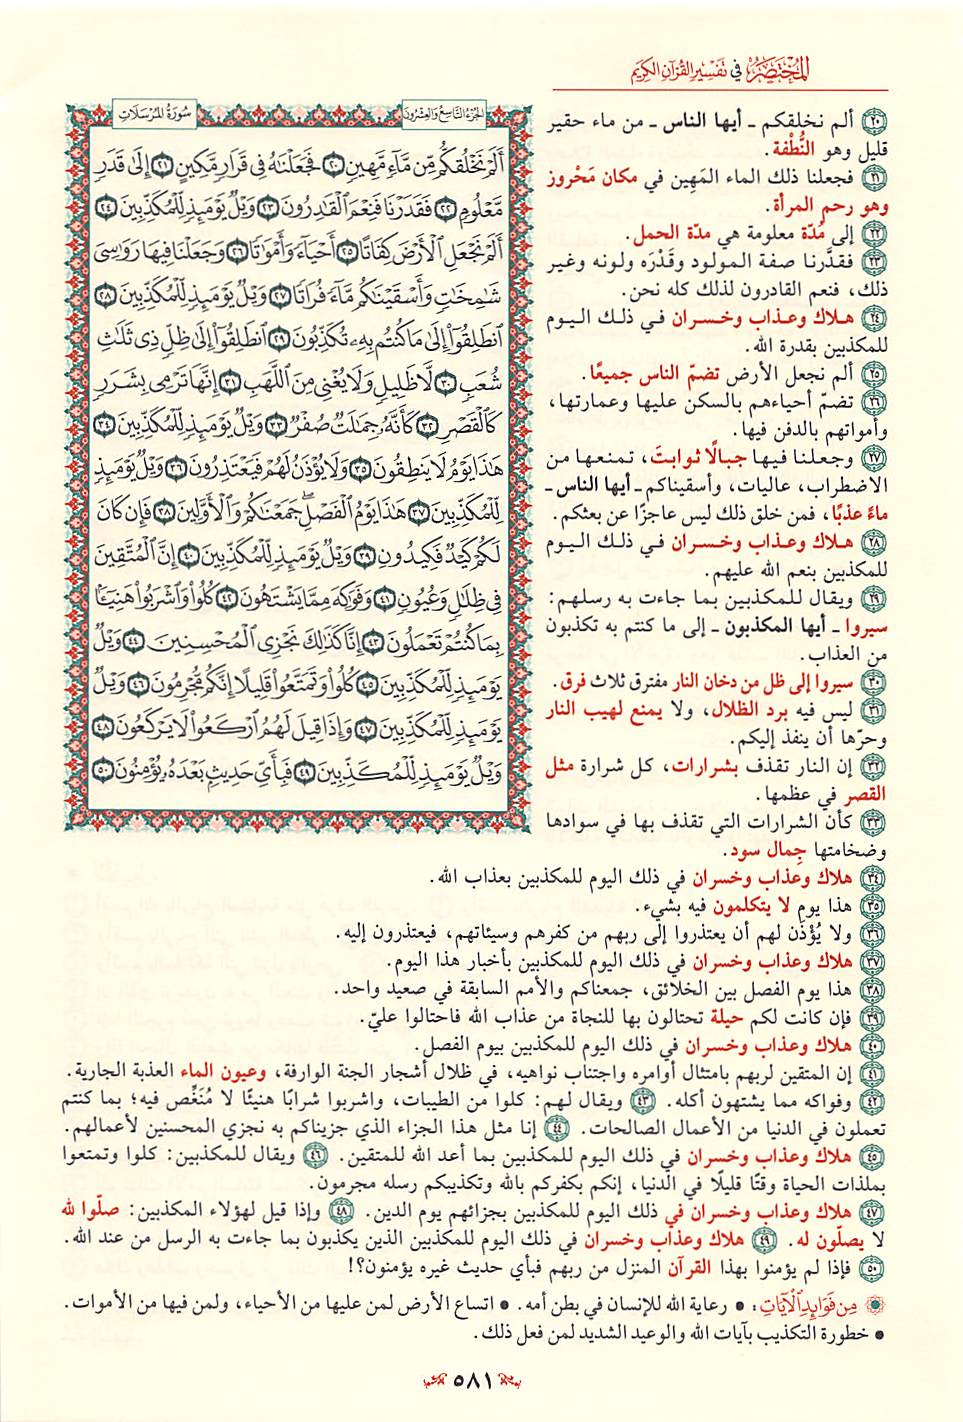 المختصر في تفسير القرآن الكريم
الجزء التاسع والعشرون
سورة المرسلات
أَلَمْ نَخْلُقكُّم مِّن مَّآءٍ مَّهِينٍ ٢٠ فَجَعَلْنَٰهُ فِى قَرَارٍ مَّكِينٍ ٢١ إِلَىٰ قَدَرٍ
مَّعْلُومٍ ٢٢ فَقَدَرْنَا فَنِعْمَ ٱلْقَٰدِرُونَ ٢٣ وَيْلٌ يَوْمَئِذٍ لِّلْمُكَذِّبِينَ ٢٤
أَلَمْ نَجْعَلِ ٱلْأَرْضَ كِفَاتًا ٢٥ أَحْيَآءً وَأَمْوَٰتًا ٢٦ وَجَعَلْنَا فِيهَا رَوَٰسِىَ
شَٰمِخَٰتٍ وَأَسْقَيْنَٰكُم مَّآءً فُرَاتًا ٢٧ وَيْلٌ يَوْمَئِذٍ لِّلْمُكَذِّبِينَ ٢٨
ٱنطَلِقُوٓا۟ إِلَىٰ مَا كُنتُم بِهِۦ تُكَذِّبُونَ ٢٩ ٱنطَلِقُوٓا۟ إِلَىٰ ظِلٍّ ذِى ثَلَٰثِ
شُعَبٍ ٣٠ لَّا ظَلِيلٍ وَلَا يُغْنِى مِنَ ٱللَّهَبِ ٣١ إِنَّهَا تَرْمِى بِشَرَرٍ
كَٱلْقَصْرِ ٣٢ كَأَنَّهُۥ جِمَٰلَتٌ صُفْرٌ ٣٣ وَيْلٌ يَوْمَئِذٍ لِّلْمُكَذِّبِينَ ٣٤
هَٰذَا يَوْمُ لَا يَنطِقُونَ ٣٥ وَلَا يُؤْذَنُ لَهُمْ فَيَعْتَذِرُونَ ٣٦ وَيْلٌ يَوْمَئِذٍ
لِّلْمُكَذِّبِينَ ٣٧ هَٰذَا يَوْمُ ٱلْفَصْلِ ۖ جَمَعْنَٰكُمْ وَٱلْأَوَّلِينَ ٣٨ فَإِن كَانَ
لَكُمْ كَيْدٌ فَكِيدُونِ ٣٩ وَيْلٌ يَوْمَئِذٍ لِّلْمُكَذِّبِينَ ٤٠ إِنَّ ٱلْمُتَّقِينَ
فِى ظِلَٰلٍ وَعُيُونٍ ٤١ وَفَوَٰكِهَ مِمَّا يَشْتَهُونَ ٤٢ كُلُوا۟ وَٱشْرَبُوا۟ هَنِيٓـًٔۢا
بِمَا كُنتُمْ تَعْمَلُونَ ٤٣ إِنَّا كَذَٰلِكَ نَجْزِى ٱلْمُحْسِنِينَ ٤٤ وَيْلٌ
يَوْمَئِذٍ لِّلْمُكَذِّبِينَ ٤٥ كُلُوا۟ وَتَمَتَّعُوا۟ قَلِيلًا إِنَّكُم مُّجْرِمُونَ ٤٦ وَيْلٌ
يَوْمَئِذٍ لِّلْمُكَذِّبِينَ ٤٧ وَإِذَا قِيلَ لَهُمُ ٱرْكَعُوا۟ لَا يَرْكَعُونَ ٤٨
وَيْلٌ يَوْمَئِذٍ لِّلْمُكَذِّبِينَ ٤٩ فَبِأَىِّ حَدِيثٍۭ بَعْدَهُۥ يُؤْمِنُونَ ٥٠
٢٠ ألم نخلقكم ـ أيها الناس ـ من ماء حقير
قليل وهو النُّطْفة.
٢١ فجعلنا ذلك الماء المَهِين في مكان مَحْروز
وهو رحم المرأة.
٢٢ إلى مُدّة معلومة هي مدّة الحمل.
٢٣ فقدَّرنا صفة المولود وقَدْرَه ولونه وغير
ذلك، فنعم القادرون لذلك كله نحن.
٢٤ هلاك وعذاب وخسران في ذلك اليوم
للمكذبين بقدرة الله.
٢٥ ألم نجعل الأرض تضمّ الناس جميعًا.
٢٦ تضمّ أحياءهم بالسكن عليها وعمارتها،
وأمواتهم بالدفن فيها.
٢٧ وجعلنا فيها جبالًا ثوابتَ، تمنعها من
الاضطراب، عاليات، وأسقيناكم ـ أيها الناس ـ
ماءً عذبًا، فمن خلق ذلك ليس عاجزًا عن بعثكم.
٢٨ هلاك وعذاب وخسران في ذلك اليوم
للمكذبين بنعم الله عليهم.
٢٩ ويقال للمكذبين بما جاءت به رسلهم:
سيروا ـ أيها المكذبون ـ إلى ما كنتم به تكذبون
من العذاب.
٣٠ سيروا إلى ظل من دخان النار مفترق ثلاث فرق.
٣١ ليس فيه برد الظلال، ولا يمنع لهيب النار
وحرّها أن ينفذ إليكم.
٣٢ إن النار تقذف بشرارات، كل شرارة مثل
القصر في عظمها.
٣٣ كأن الشرارات التي تقذف بها في سوادها
وضخامتها جِمال سود.
٣٤ هلاك وعذاب وخسران في ذلك اليوم للمكذبين بعذاب الله.
٣٥ هذا يوم لا يتكلمون فيه بشيء.
٣٦ ولا يُؤْذَن لهم أن يعتذروا إلى ربهم من كفرهم وسيئاتهم، فيعتذرون إليه.
٣٧ هلاك وعذاب وخسران في ذلك اليوم للمكذبين بأخبار هذا اليوم.
٣٨ هذا يوم الفصل بين الخلائق، جمعناكم والأمم السابقة في صعيد واحد.
٣٩ فإن كانت لكم حيلة تحتالون بها للنجاة من عذاب الله فاحتالوا عليّ.
٤٠ هلاك وعذاب وخسران في ذلك اليوم للمكذبين بيوم الفصل.
٤١ إن المتقين لربهم بامتثال أوامره واجتناب نواهيه، في ظلال أشجار الجنة الوارفة، وعيون الماء العذبة الجارية.
٤٢ وفواكه مما يشتهون أكله. ٤٣ ويقال لهم: كلوا من الطيبات، واشربوا شرابًا هنيئًا لا مُنَغِّص فيه؛ بما كنتم
تعملون في الدنيا من الأعمال الصالحات. ٤٤ إنا مثل هذا الجزاء الذي جزيناكم به نجزي المحسنين لأعمالهم.
٤٥ هلاك وعذاب وخسران في ذلك اليوم للمكذبين بما أعد الله للمتقين. ٤٦ ويقال للمكذبين: كلوا وتمتعوا
بملذات الحياة وقتًا قليلًا في الدنيا، إنكم بكفركم بالله وتكذيبكم رسله مجرمون.
٤٧ هلاك وعذاب وخسران في ذلك اليوم للمكذبين بجزائهم يوم الدين. ٤٨ وإذا قيل لهؤلاء المكذبين: صلّوا لله
لا يصلّون له. ٤٩ هلاك وعذاب وخسران في ذلك اليوم للمكذبين الذين يكذبون بما جاءت به الرسل من عند الله.
٥٠ فإذا لم يؤمنوا بهذا القرآن المنزل من ربهم فبأي حديث غيره يؤمنون؟!
من فوائد الآيات: • رعاية الله للإنسان في بطن أمه. • اتساع الأرض لمن عليها من الأحياء، ولمن فيها من الأموات.
• خطورة التكذيب بآيات الله والوعيد الشديد لمن فعل ذلك.
٥٨١